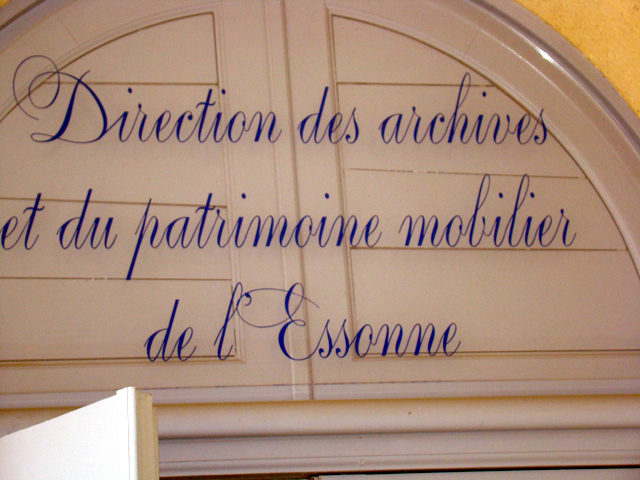 Direction des archives
et du patrimoine mobilier
de l'Essonne